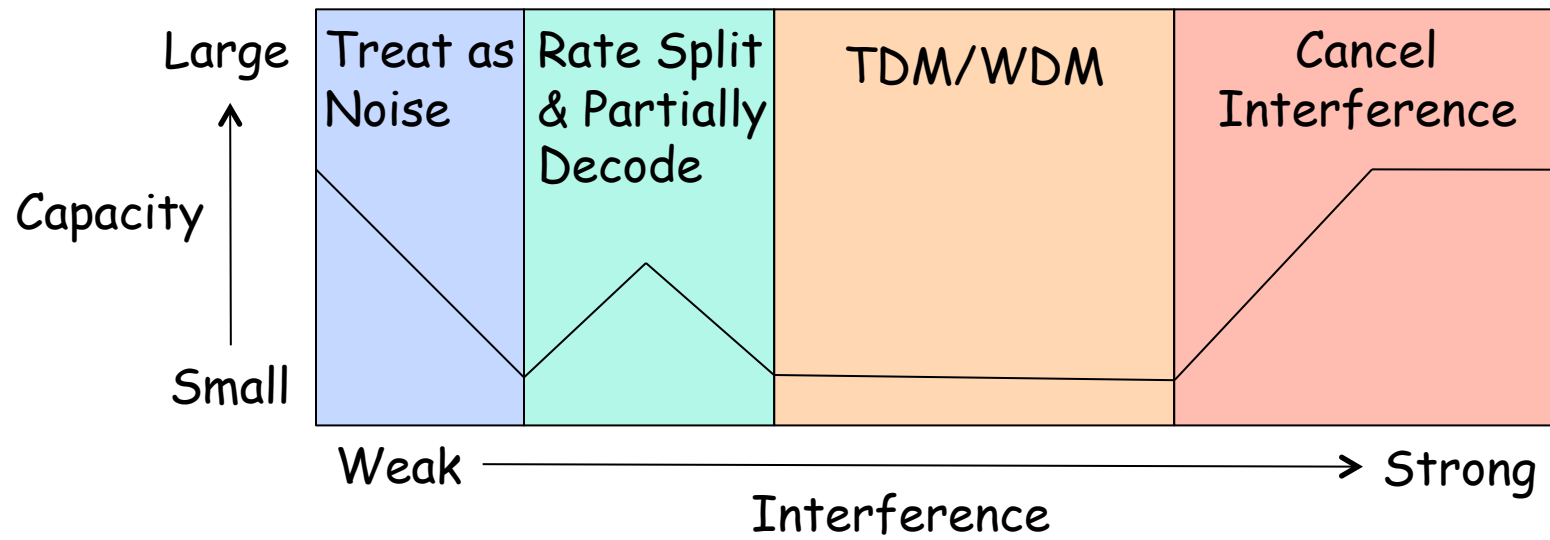 Large
Treat as
Noise
Rate Split
& Partially
Decode
TDM/WDM
Cancel
Interference
Capacity
Small
Weak
Strong
Interference